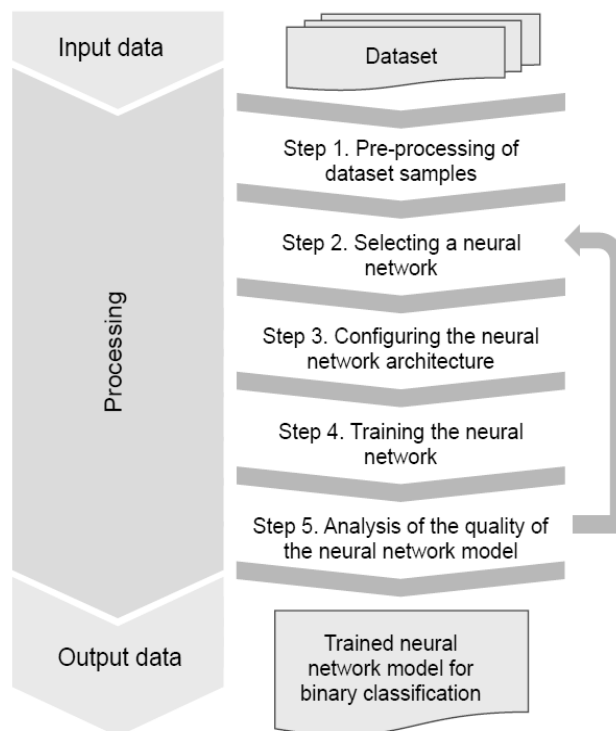 Input data
Dataset
Step 1. Pre-processing of
dataset samples
Step 2. Selecting a neural
network
Processing
Step 3. Configuring the neural
network architecture
Step 4. Training the neural
network
Step 5. Analysis of the quality of
the neural network model
Output data
Trained neural
network model for
binary classification